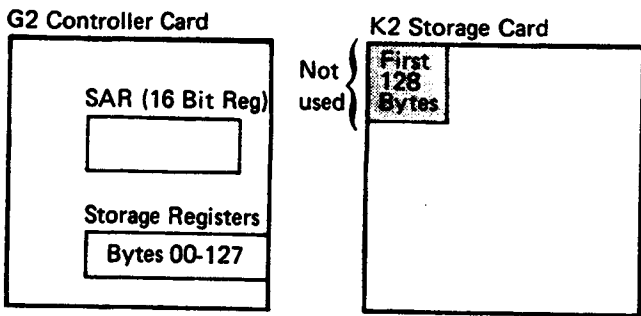 G2 Controller Card
SAR (16 Bit Reg)
Storage Registers
Bytes 00-127
K2 Storage Card
Not
used
First
128
Bytes